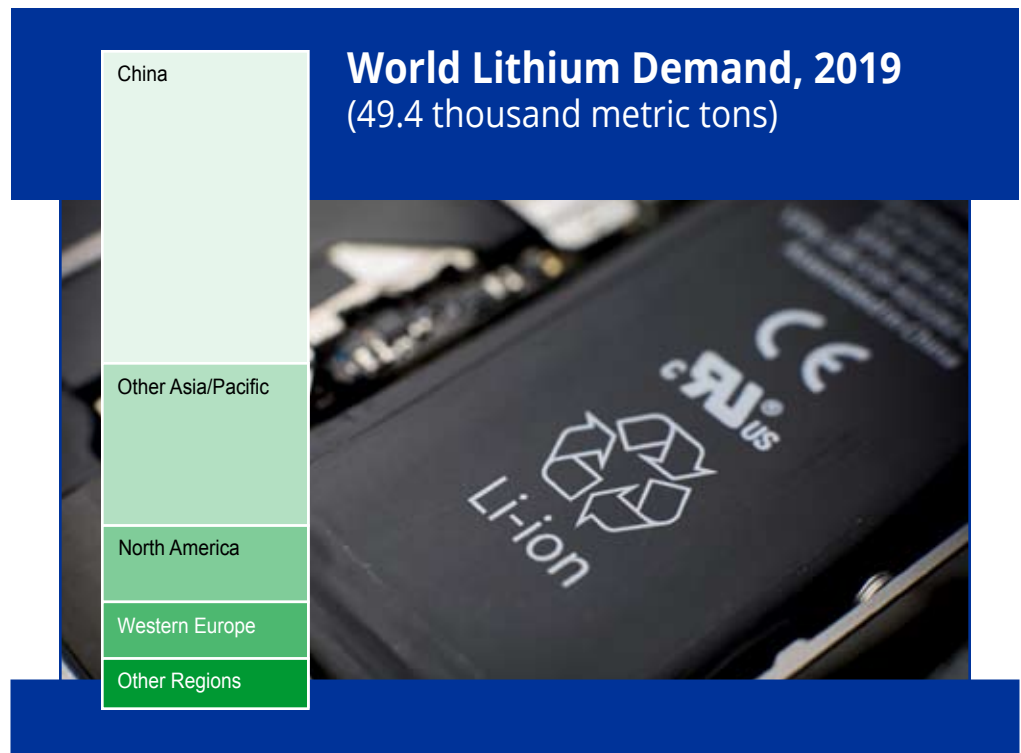 China
World Lithium Demand, 2019
(49.4 thousand metric tons)
Other Asia/Pacific
North America
Western Europe
Other Regions
CE
c RU ® US
Li-ion